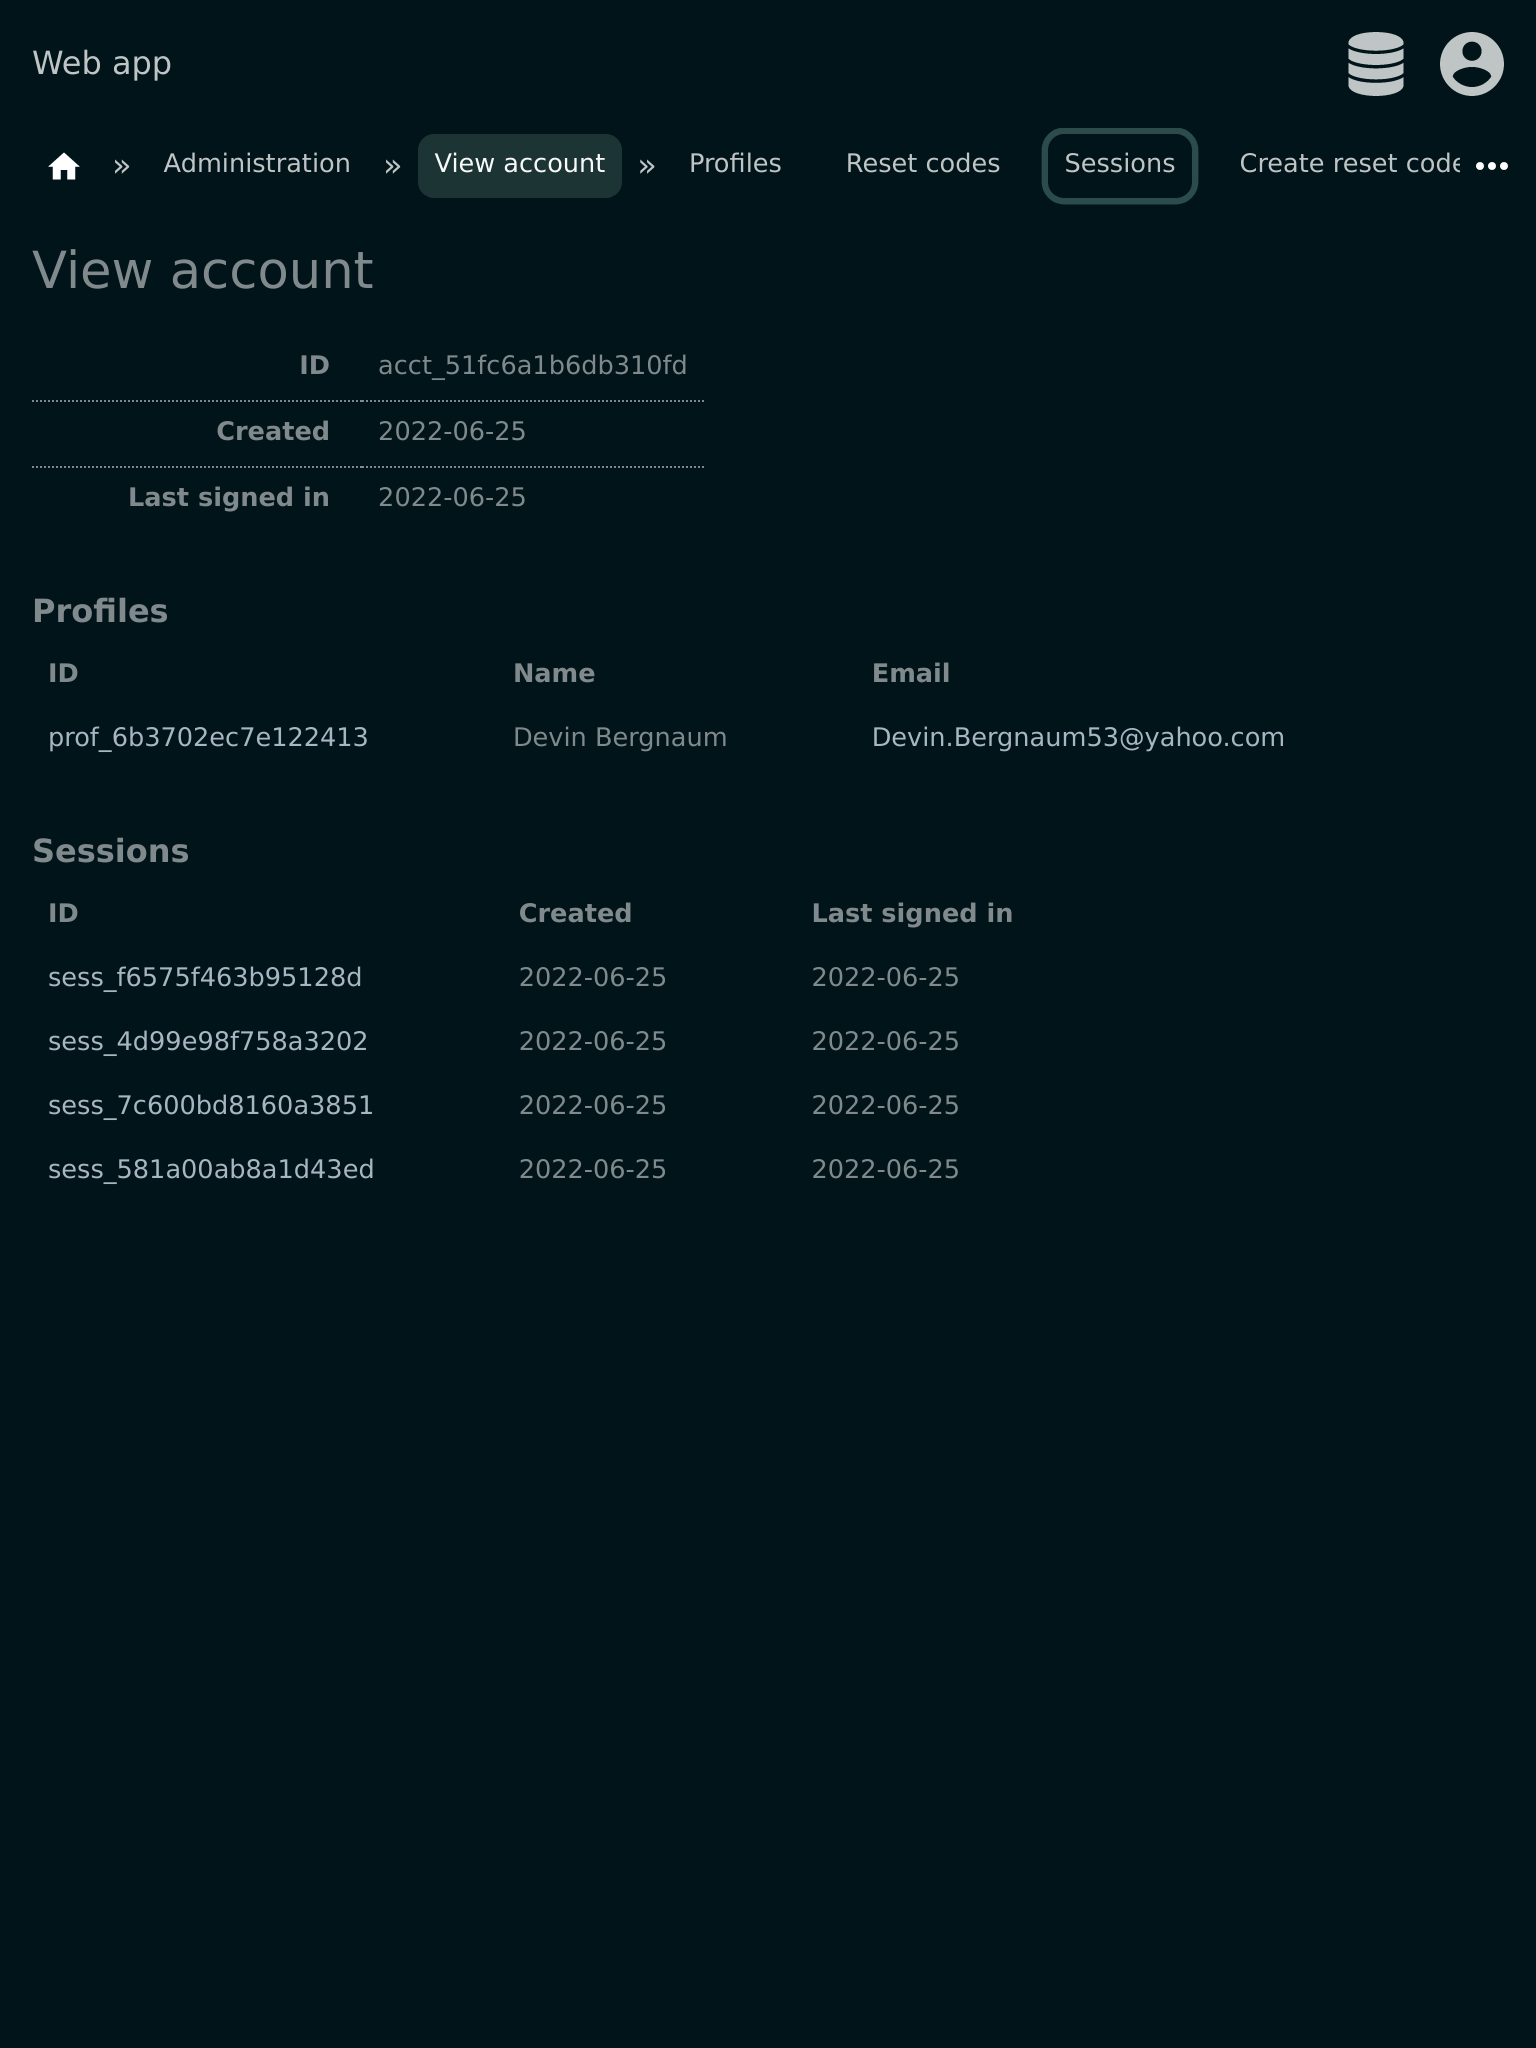 Web app
» Administration » View account » Profiles Reset codes Sessions Create reset code
View account
ID acct_51fc6a1b6db310fd
Created 2022-06-25
Last signed in 2022-06-25
Profiles
ID Name Email
prof_6b3702ec7e122413 Devin Bergnaum Devin.Bergnaum53@yahoo.com
Sessions
ID Created Last signed in
sess_f6575f463b95128d 2022-06-25 2022-06-25
sess_4d99e98f758a3202 2022-06-25 2022-06-25
sess_7c600bd8160a3851 2022-06-25 2022-06-25
sess_581a00ab8a1d43ed 2022-06-25 2022-06-25